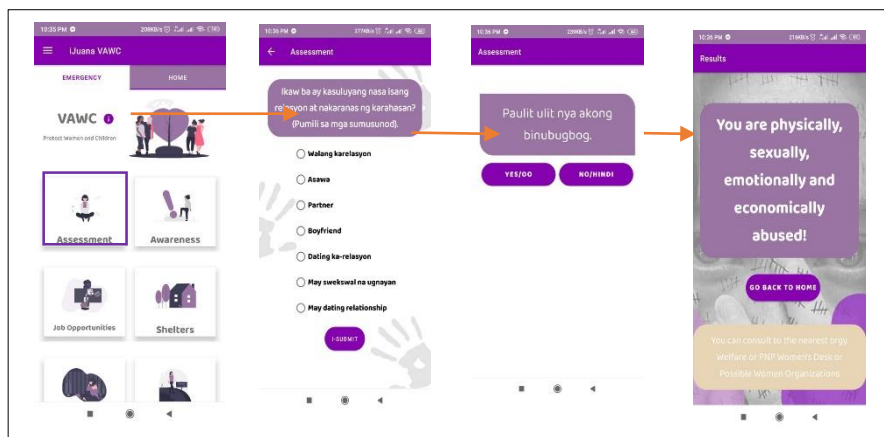 10:35 PM
iJuana VAWC
EMERGENCY
HOME
VAWC
Protect Women and Children
Assessment
Awareness
Job Opportunities
Shelters
10:36 PM
Assessment
Ikaw ba ay kasuluyang nasa isang
relasyon at nakaranas ng karahasan?
(Pumili sa mga sumusunod).
Walang karelasyon
Asawa
Partner
Boyfriend
Dating ka-relasyon
May swekswal na ugnayan
May dating relationship
I-SUBMIT
10:36 PM
Assessment
Paulit ulit nya akong
binubugbog.
YES/OO
NO/HINDI
10:36 PM
Results
You are physically,
sexually,
emotionally and
economically
abused!
GO BACK TO HOME
You can consult to the nearest orgy
Welfare or PNP Women's Desk or
Possible Women Organizations